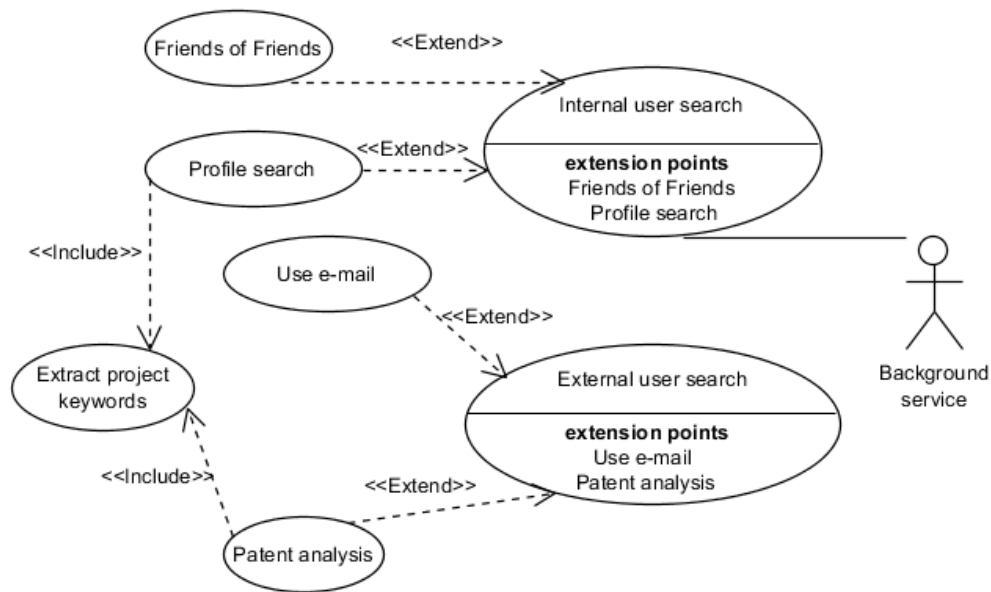 Friends of Friends
<<Extend>>
Internal user search
extension points
Friends of Friends
Profile search
<<Extend>>
Profile search
<<Include>>
Use e-mail
<<Extend>>
Extract project
keywords
External user search
extension points
Use e-mail
Patent analysis
Background
service
<<Include>>
<<Extend>>
Patent analysis